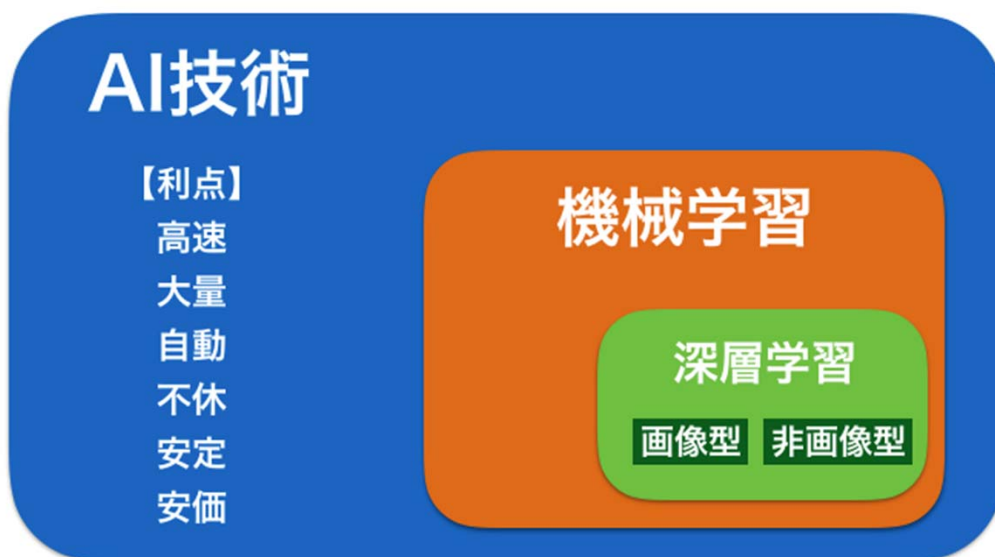 AI技術
【利点】
高速
大量
自動
不休
安定
安価
機械学習
深層学習
画像型 非画像型